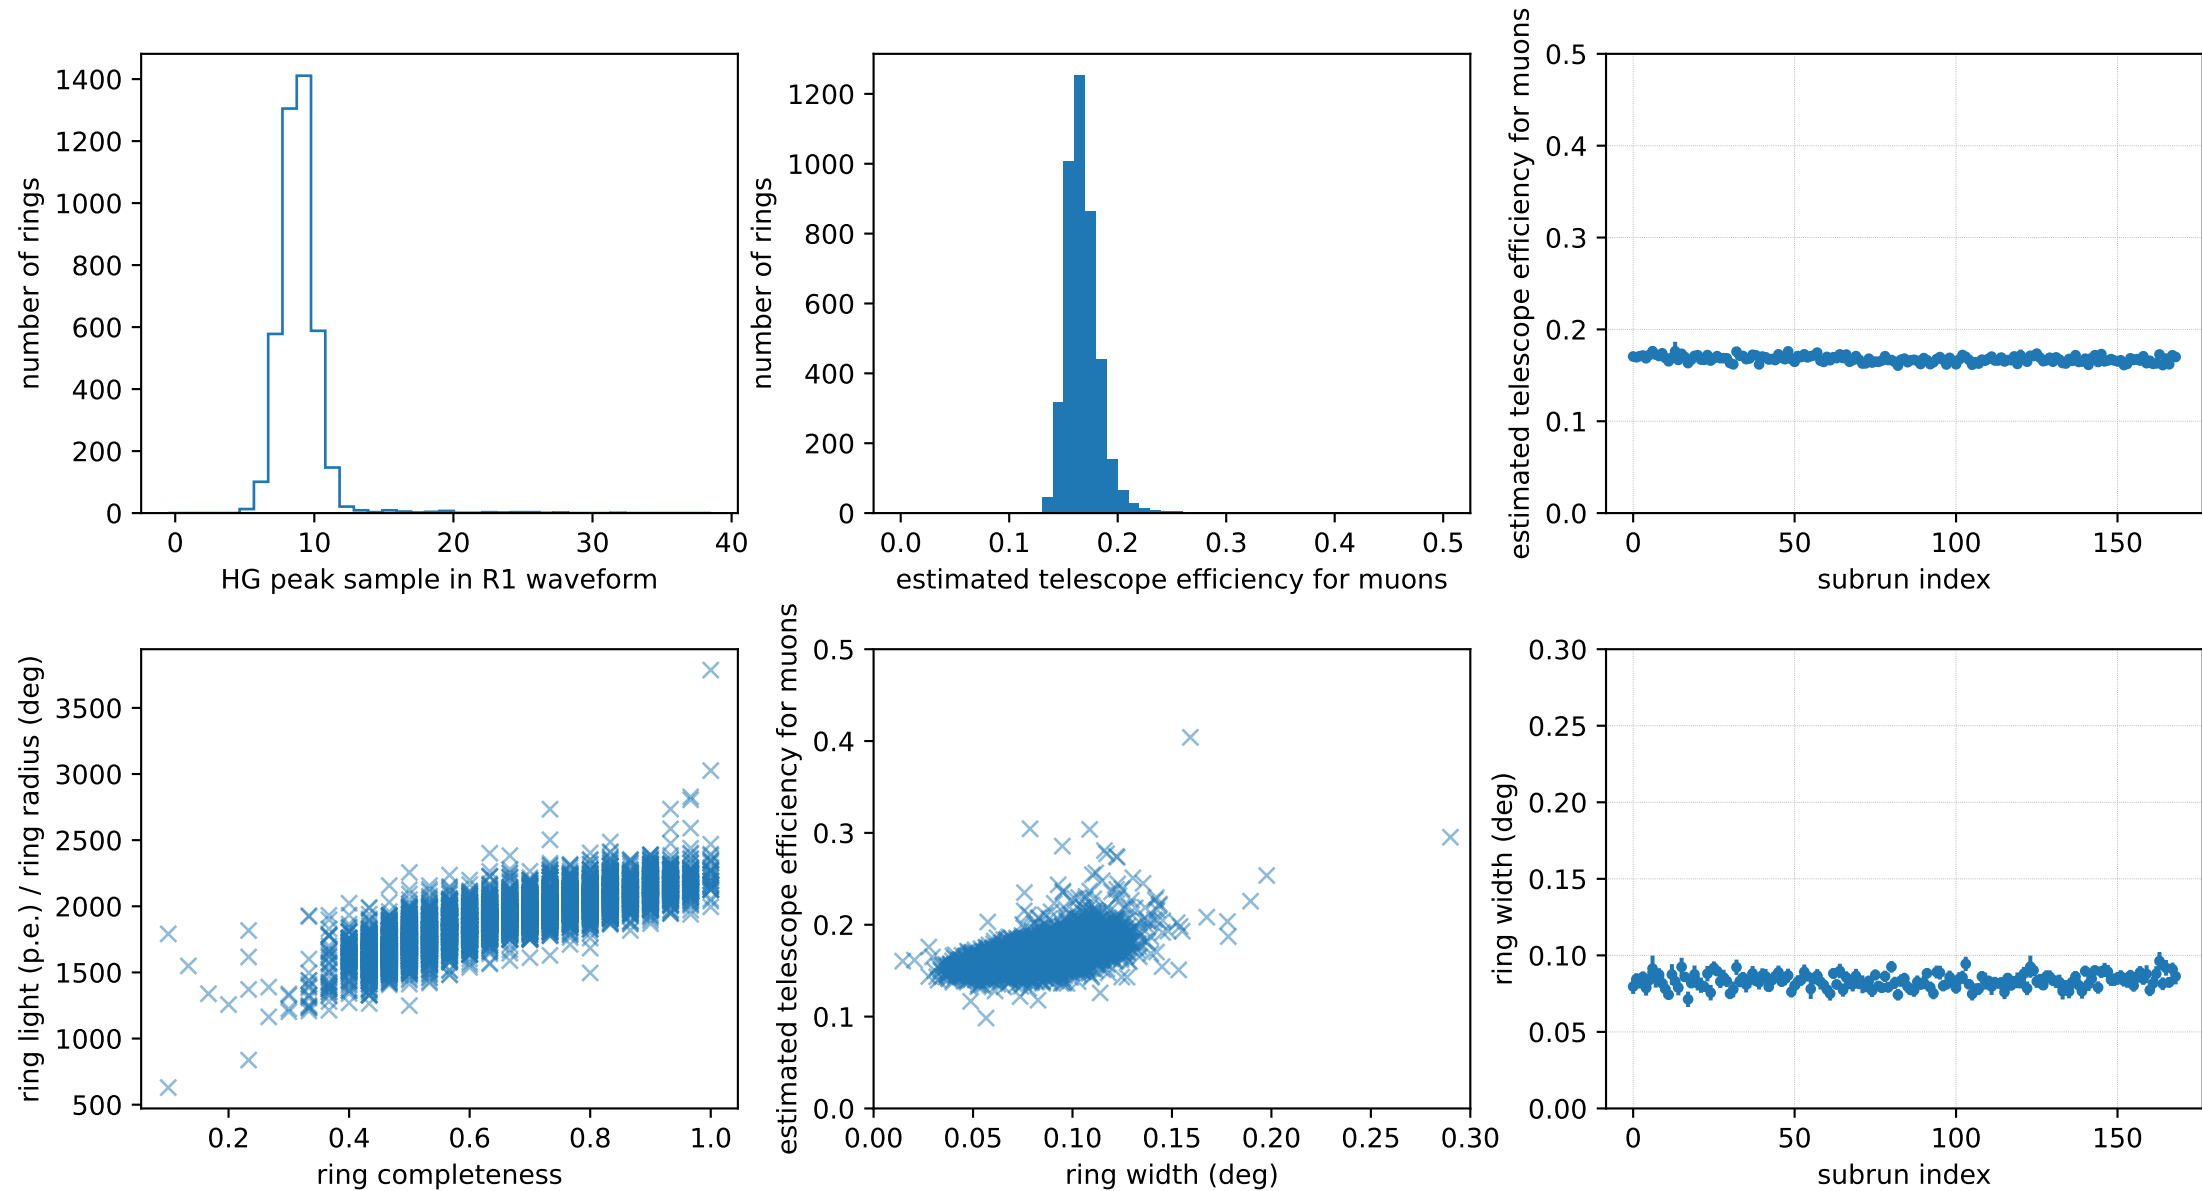 number of rings
1400
1200
1000
800
600
400
200
0
0 10 20 30 40
HG peak sample in R1 waveform
number of rings
1200
1000
800
600
400
200
0
0.0 0.1 0.2 0.3 0.4 0.5
estimated telescope efficiency for muons
estimated telescope efficiency for muons
0.5
0.4
0.3
0.2
0.1
0.0
0 50 100 150
subrun index
ring light (p.e.) / ring radius (deg)
3500
3000
2500
2000
1500
1000
500
0.2 0.4 0.6 0.8 1.0
ring completeness
estimated telescope efficiency for muons
0.5
0.4
0.3
0.2
0.1
0.0
0.00 0.05 0.10 0.15 0.20 0.25 0.30
ring width (deg)
ring width (deg)
0.30
0.25
0.20
0.15
0.10
0.05
0.00
0 50 100 150
subrun index